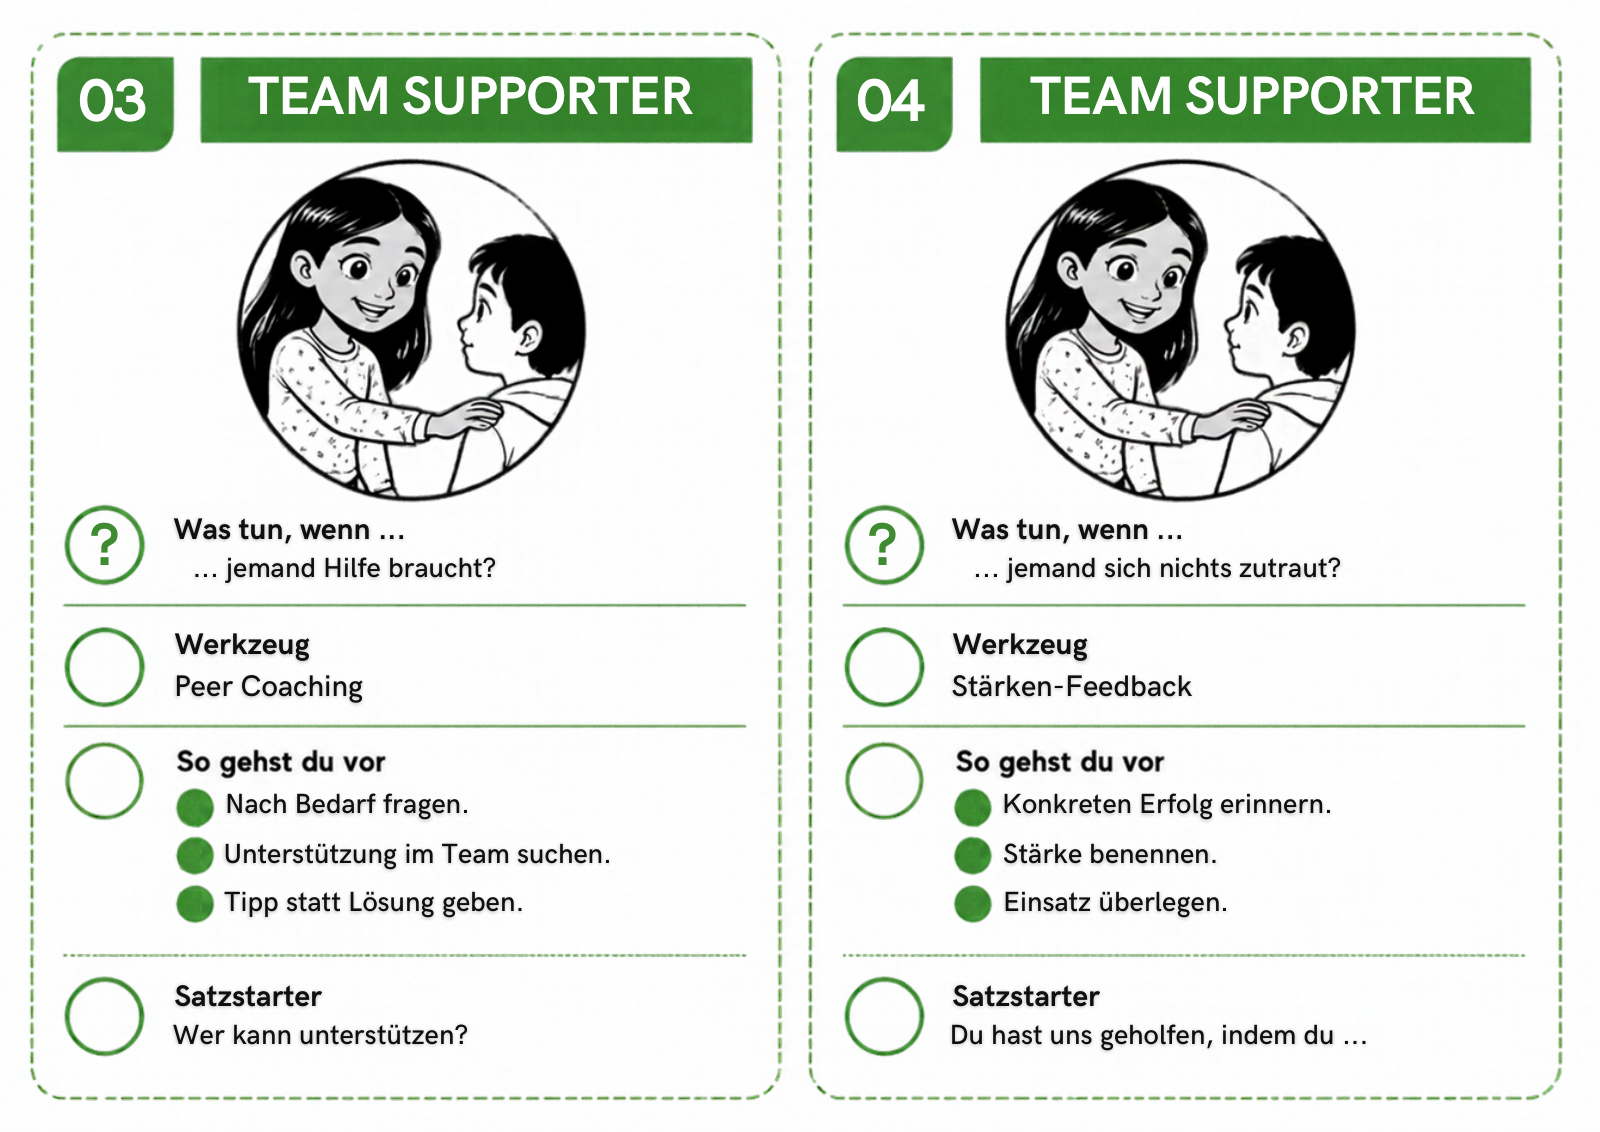 03
TEAM SUPPORTER
?
Was tun, wenn ...
... jemand Hilfe braucht?
Werkzeug
Peer Coaching
So gehst du vor
Nach Bedarf fragen.
Unterstützung im Team suchen.
Tipp statt Lösung geben.
Satzstarter
Wer kann unterstützen?
04
TEAM SUPPORTER
?
Was tun, wenn ...
... jemand sich nichts zutraut?
Werkzeug
Stärken-Feedback
So gehst du vor
Konkreten Erfolg erinnern.
Stärke benennen.
Einsatz überlegen.
Satzstarter
Du hast uns geholfen, indem du ...